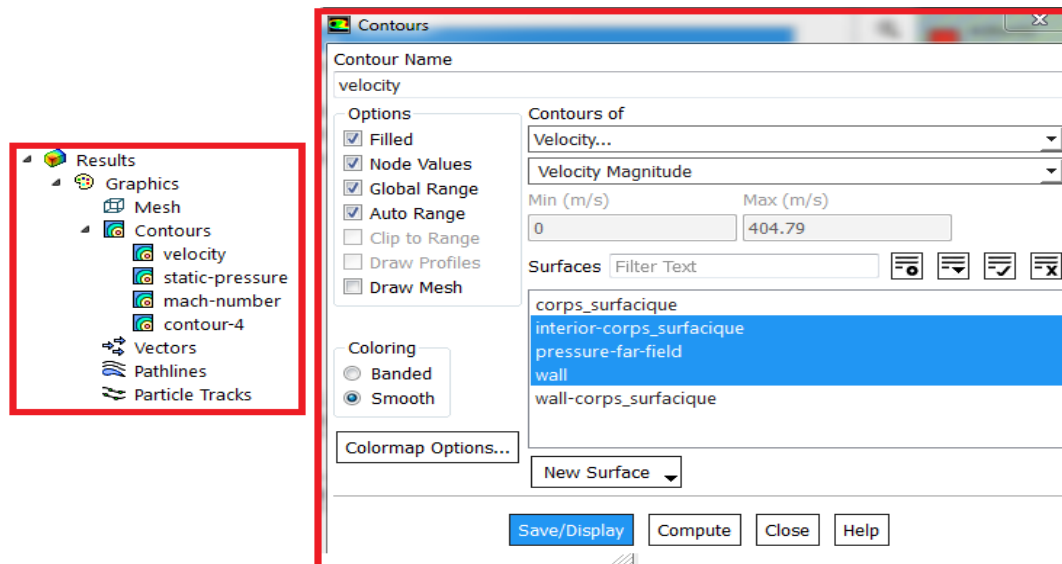 Results
Graphics
Mesh
Contours
velocity
static-pressure
mach-number
contour-4
Vectors
Pathlines
Particle Tracks
Contours
Contour Name
velocity
Options
Filled
Node Values
Global Range
Auto Range
Clip to Range
Draw Profiles
Draw Mesh
Coloring
Banded
Smooth
Colormap Options...
Contours of
Velocity...
Velocity Magnitude
Min (m/s) Max (m/s)
0 404.79
Surfaces Filter Text
corps_surfacique
interior-corps_surfacique
pressure-far-field
wall
wall-corps_surfacique
New Surface
Save/Display Compute Close Help